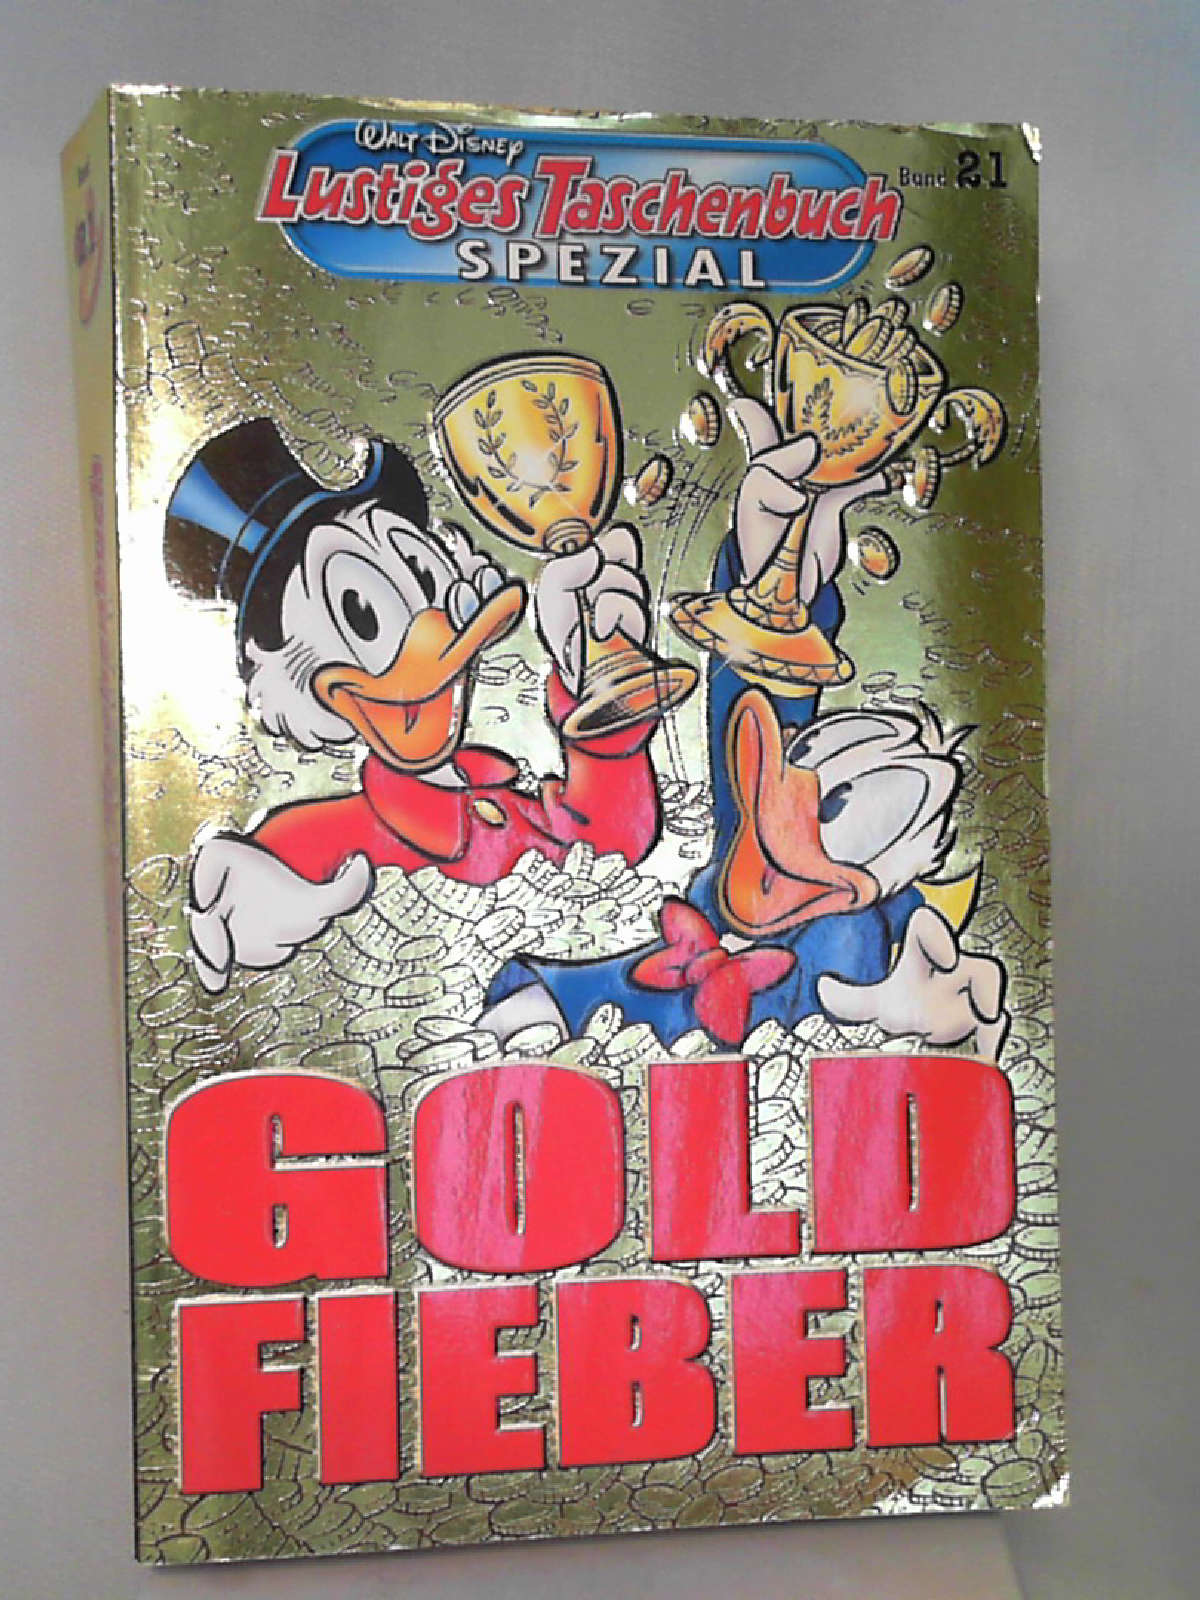 Walt Disney
Lustiges Taschenbuch
Band 21
SPEZIAL
GOLD
FIEBER